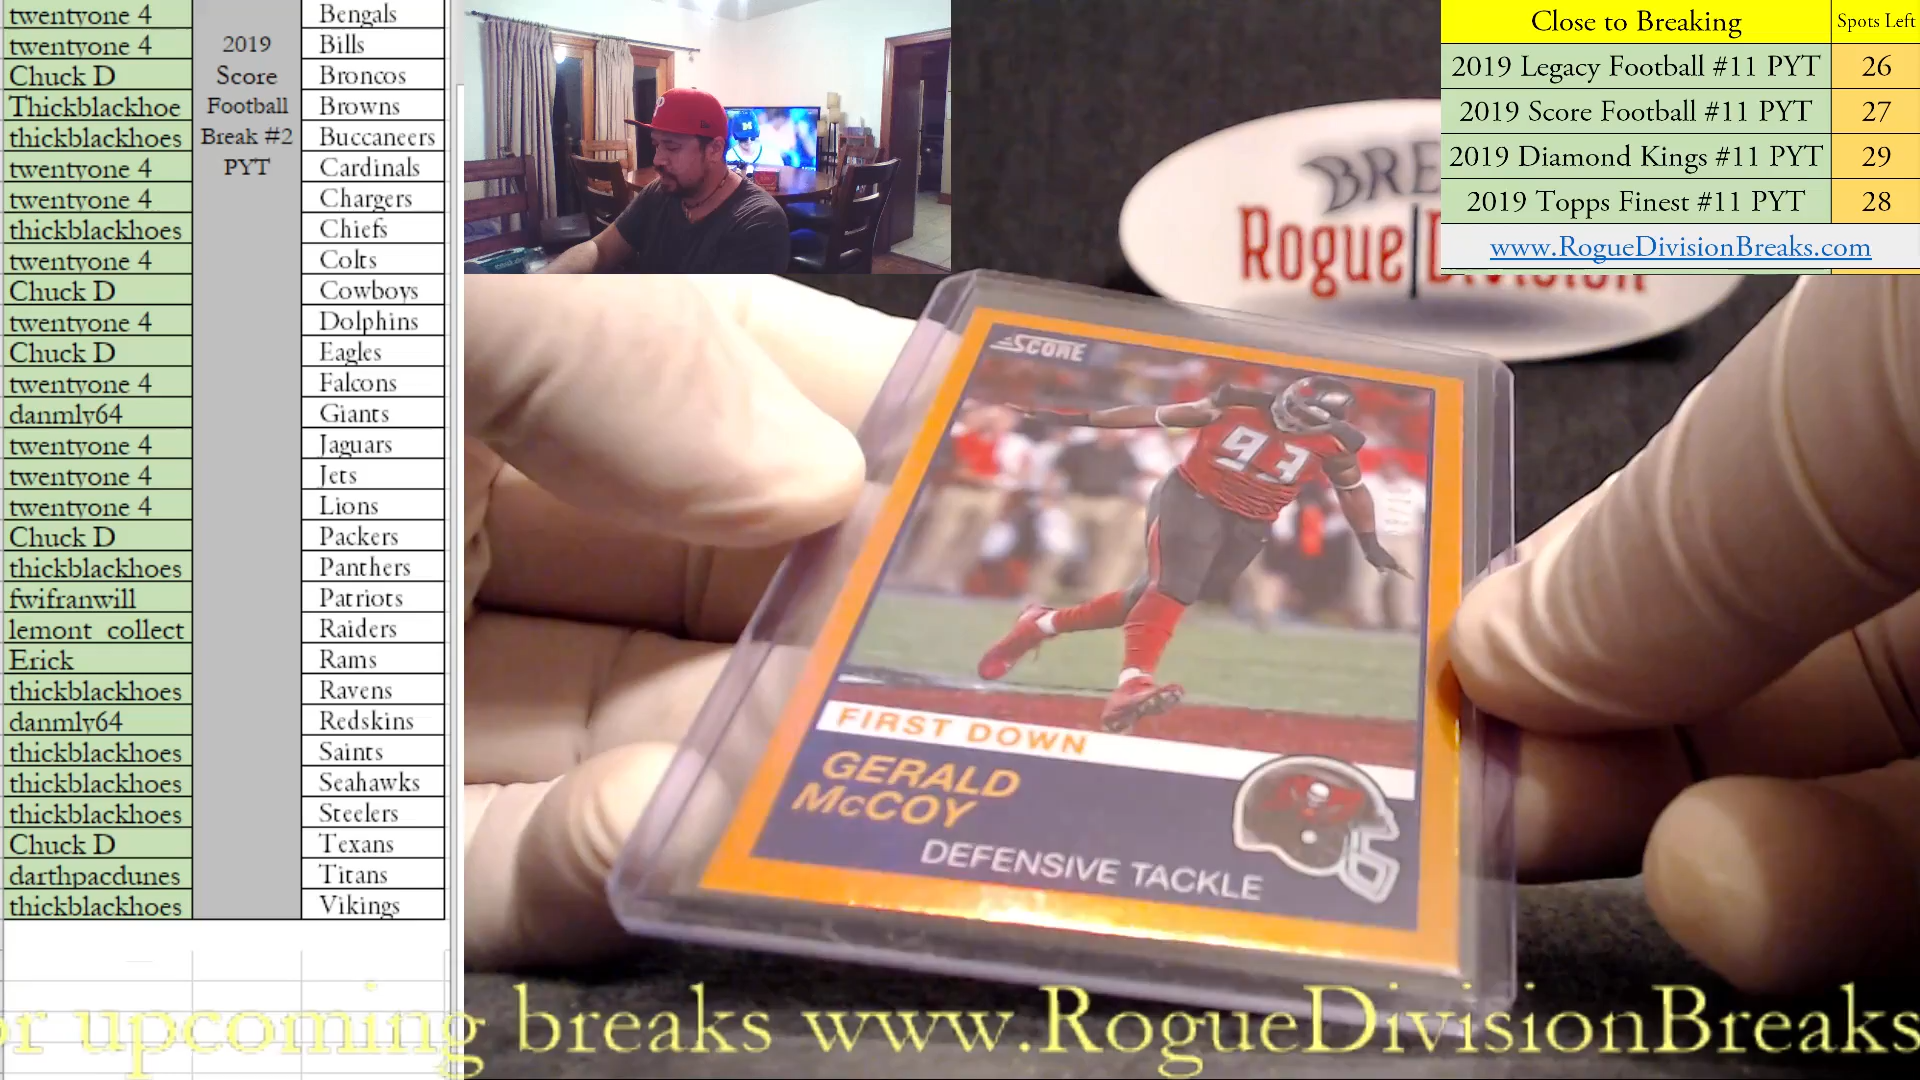 twentyone 4 Bengals
twentyone 4 2019 Bills
Chuck D Score Broncos
Thickblackhoe Football Browns
thickblackhoes Break #2 Buccaneers
twentyone 4 PYT Cardinals
twentyone 4 Chargers
thickblackhoes Chiefs
twentyone 4 Colts
Chuck D Cowboys
twentyone 4 Dolphins
Chuck D Eagles
twentyone 4 Falcons
danmly64 Giants
twentyone 4 Jaguars
twentyone 4 Jets
twentyone 4 Lions
Chuck D Packers
thickblackhoes Panthers
fwifranwill Patriots
lemont collect Raiders
Erick Rams
thickblackhoes Ravens
danmly64 Redskins
thickblackhoes Saints
thickblackhoes Seahawks
thickblackhoes Steelers
Chuck D Texans
darthpacdunes Titans
thickblackhoes Vikings
Close to Breaking Spots Left
2019 Legacy Football #11 PYT 26
2019 Score Football #11 PYT 27
2019 Diamond Kings #11 PYT 29
2019 Topps Finest #11 PYT 28
www.RogueDivisionBreaks.com
BRE
Rogue Division
SCORE
93
FIRST DOWN
GERALD
McCOY
DEFENSIVE TACKLE
r upcoming breaks www.RogueDivisionBreaks